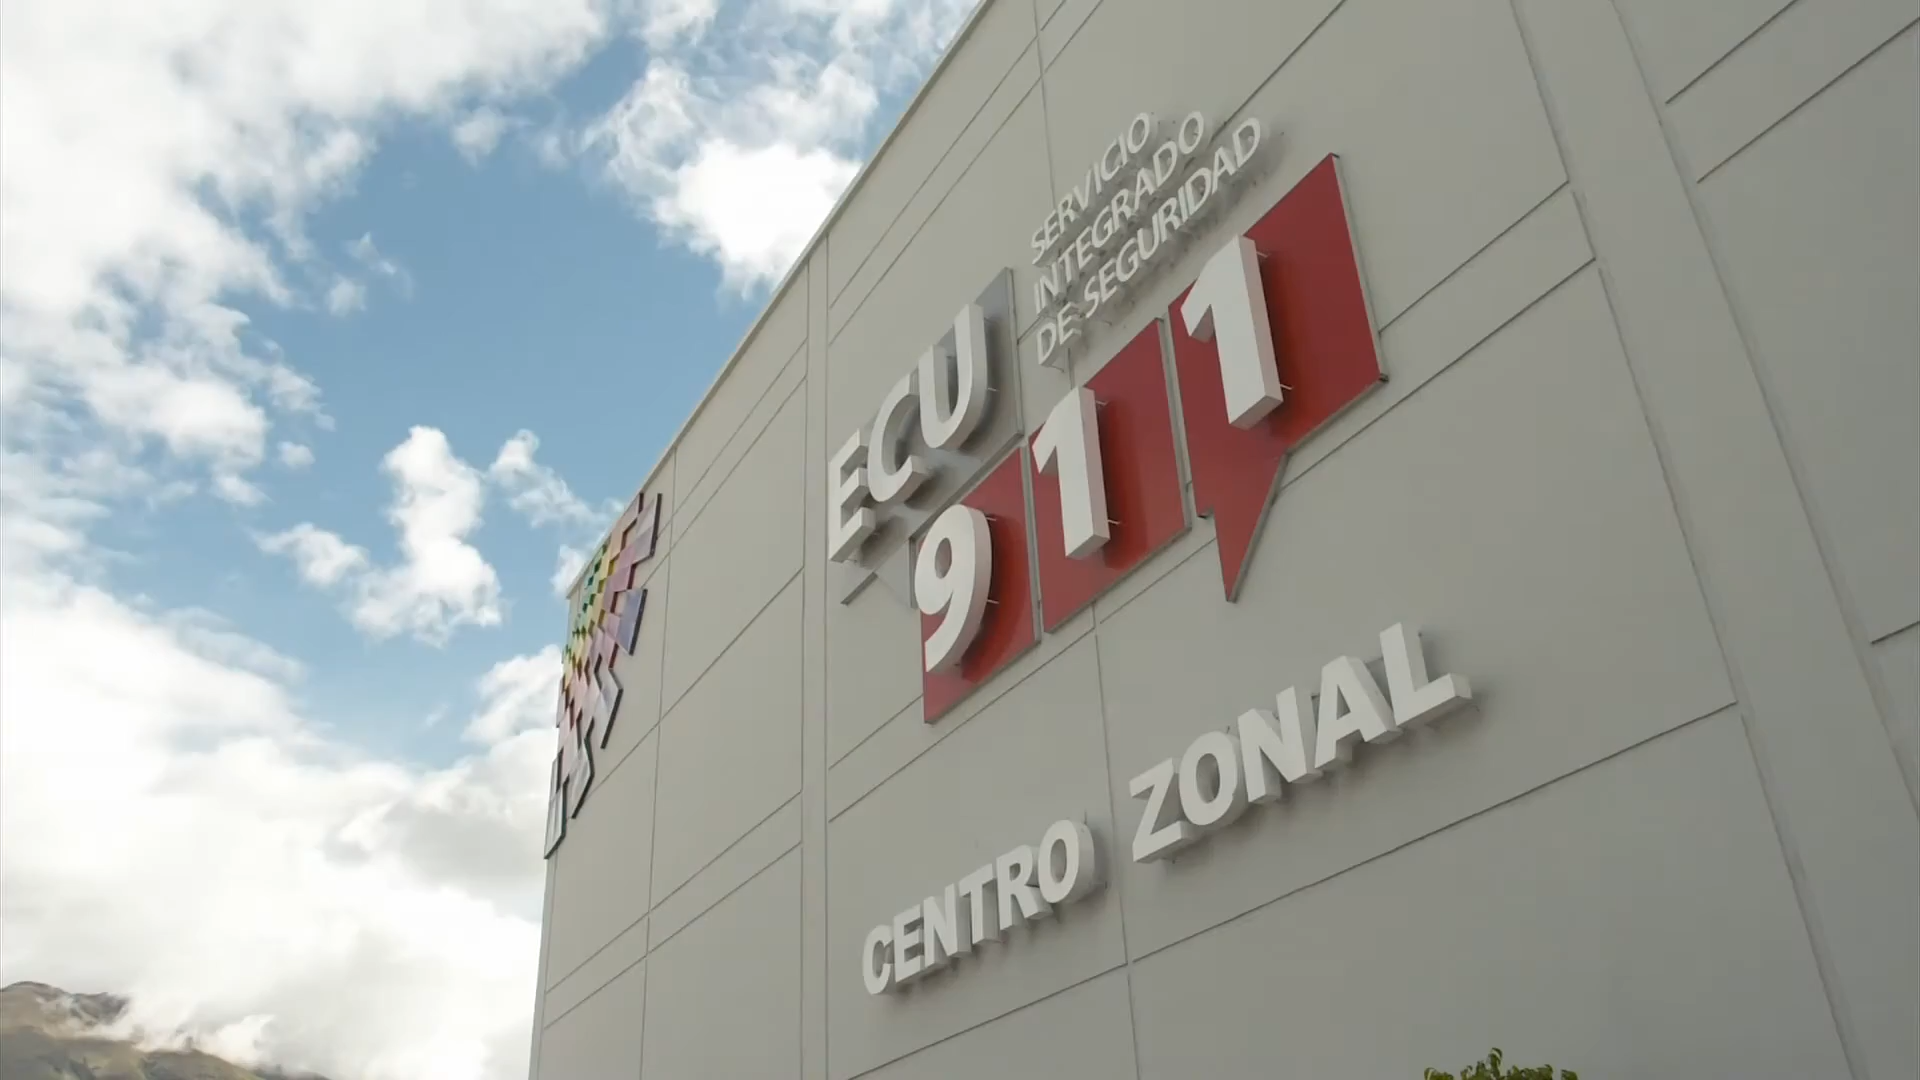 ECU
SERVICIO
INTEGRADO
DE SEGURIDAD
911
CENTRO ZONAL